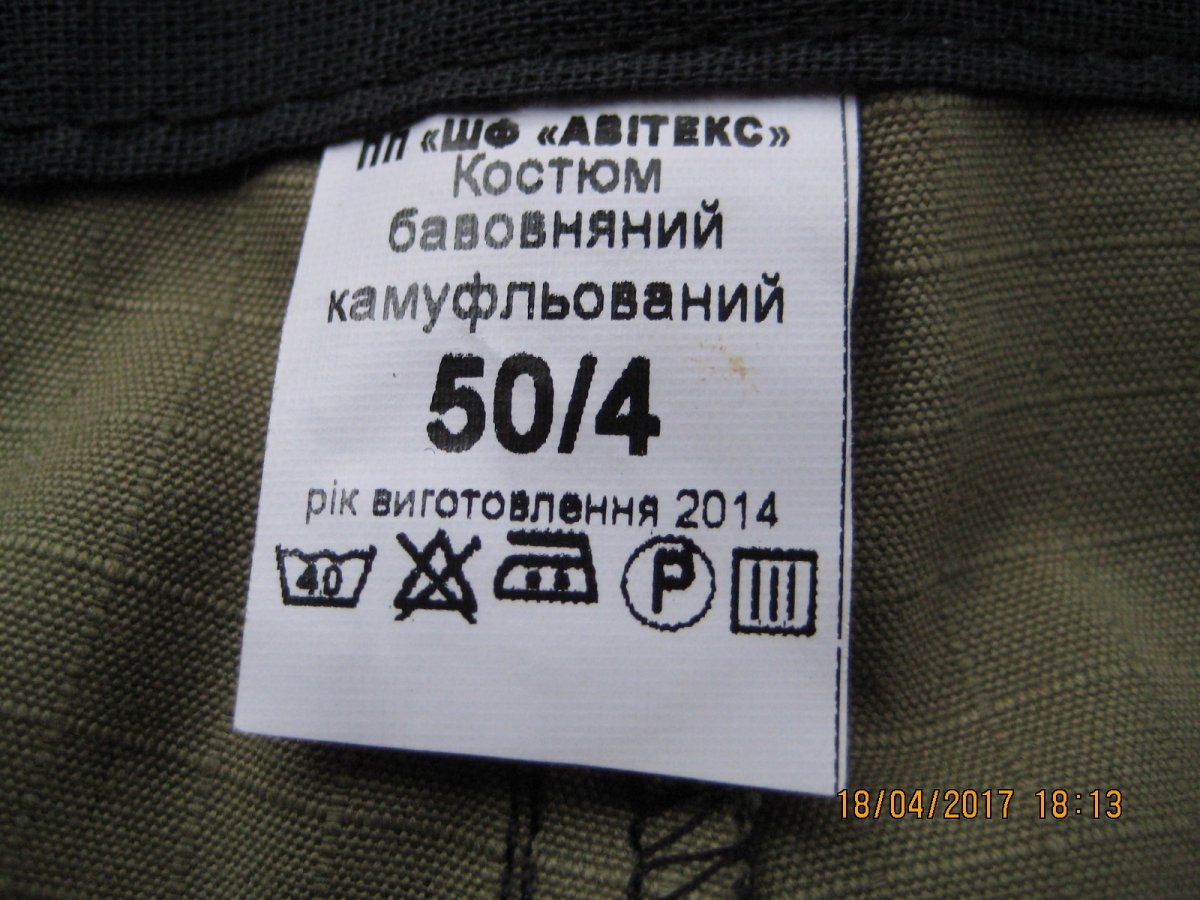 ПП «ШФ «АВІТЕКС»
Костюм
бавовняний
камуфльований
50/4
рік виготовлення 2014
40 P
18/04/2017 18:13